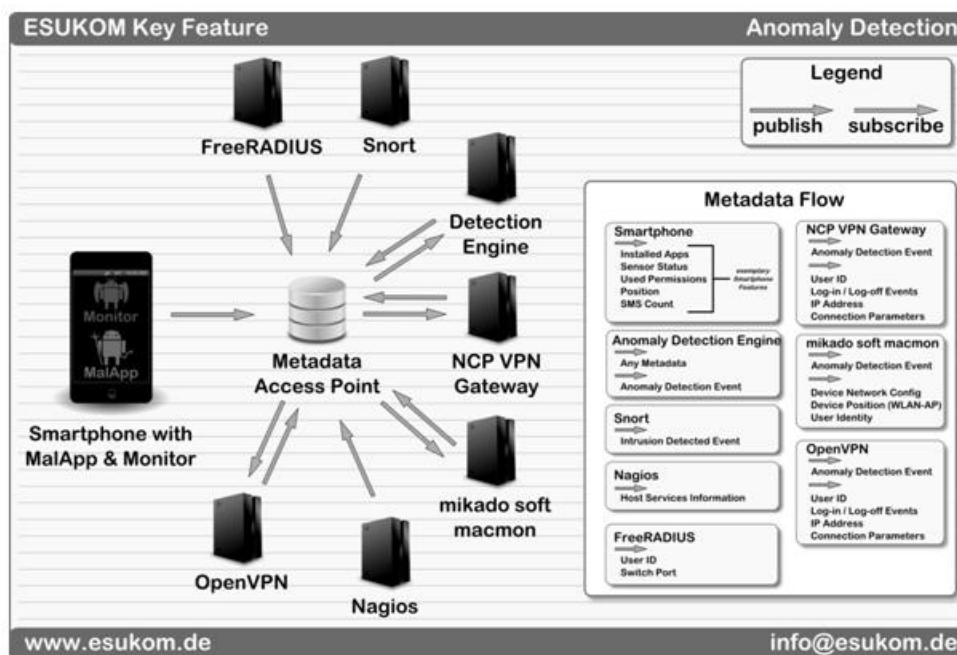 ESUKOM Key Feature
Anomaly Detection
Legend
publish
subscribe
FreeRADIUS
Snort
Detection
Engine
NCP VPN
Gateway
Metadata
Access Point
Monitor
MalApp
Smartphone with
MalApp & Monitor
mikado soft
macmon
OpenVPN
Nagios
Metadata Flow
Smartphone
Installed Apps
Sensor Status
Used Permissions
Position
SMS Count
exemplary
Smartphone
Features
Anomaly Detection Engine
Any Metadata
Anomaly Detection Event
Snort
Intrusion Detected Event
Nagios
Host Services Information
FreeRADIUS
User ID
Switch Port
NCP VPN Gateway
Anomaly Detection Event
User ID
Log-in / Log-off Events
IP Address
Connection Parameters
mikado soft macmon
Anomaly Detection Event
Device Network Config
Device Position (WLAN-AP)
User Identity
OpenVPN
Anomaly Detection Event
User ID
Log-in / Log-off Events
IP Address
Connection Parameters
www.esukom.de
info@esukom.de